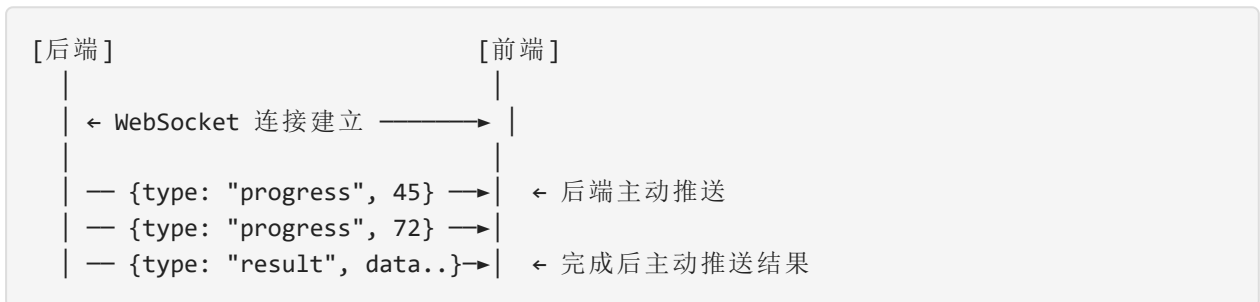 [后端] [前端]
│ │
│ ← WebSocket 连接建立 ───────► │
│ │
│ ── {type: "progress", 45} ──►│ ← 后端主动推送
│ ── {type: "progress", 72} ──►│
│ ── {type: "result", data..}─►│ ← 完成后主动推送结果